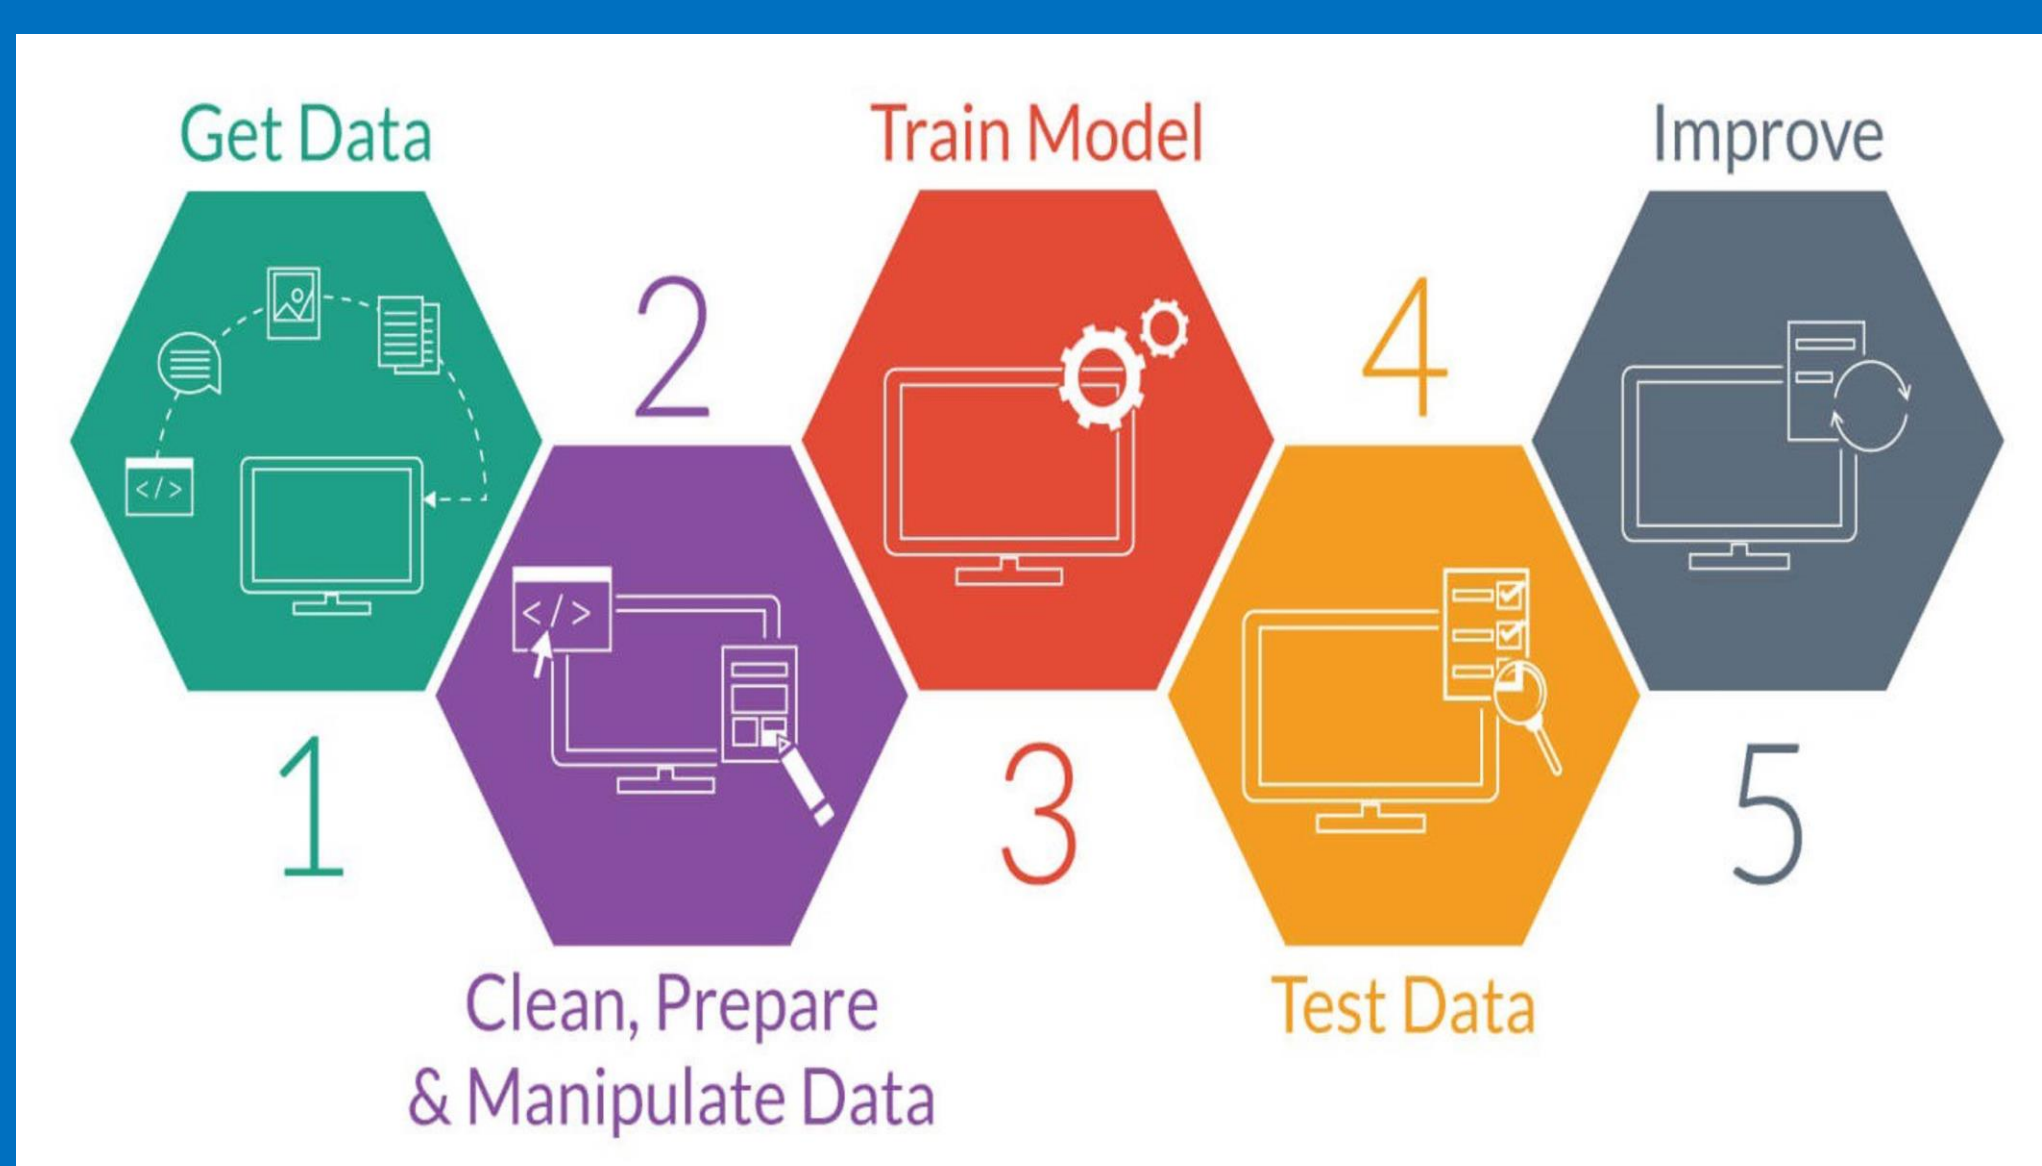 Get Data
1
2
Clean, Prepare
& Manipulate Data
Train Model
3
4
Test Data
Improve
5
</>
</>